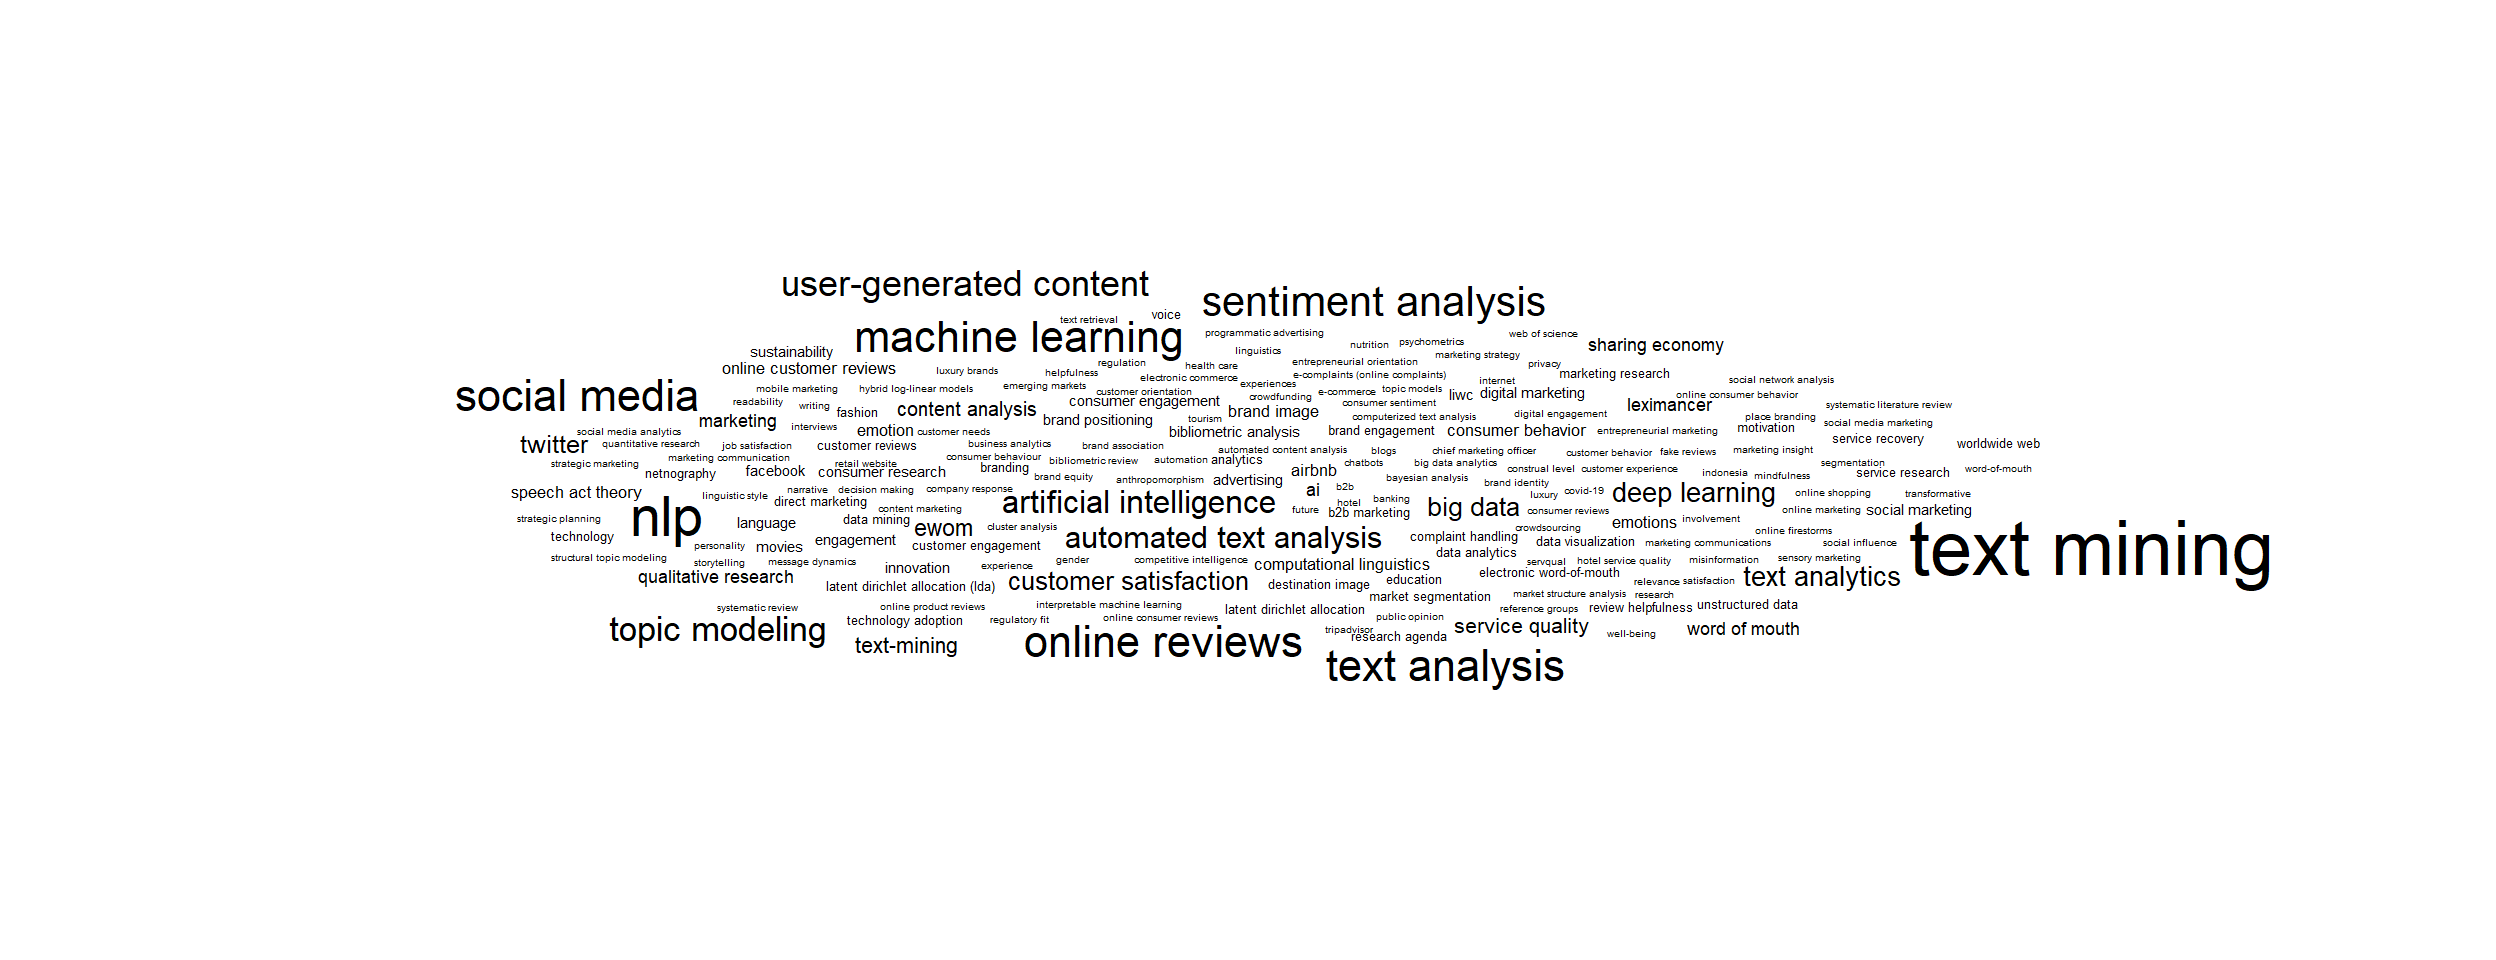 user-generated content
sentiment analysis
voice
text retrieval
machine learning
programmatic advertising
web of science
nutrition
psychometrics
sharing economy
sustainability
linguistics
marketing strategy
regulation
health care
entrepreneurial orientation
privacy
online customer reviews
luxury brands
helpfulness
electronic commerce
e-complaints (online complaints)
marketing research
internet
social network analysis
social media
mobile marketing
hybrid log-linear models
emerging markets
customer orientation
experiences
e-commerce
topic models
liwc
digital marketing
online consumer behavior
readability
writing
fashion
content analysis
consumer engagement
crowdfunding
consumer sentiment
leximancer
systematic literature review
marketing
interviews
brand positioning
tourism
brand image
computerized text analysis
digital engagement
place branding
social media analytics
emotion
customer needs
bibliometric analysis
brand engagement
consumer behavior
entrepreneurial marketing
motivation
social media marketing
twitter
quantitative research
job satisfaction
customer reviews
business analytics
brand association
automated content analysis
blogs
chief marketing officer
customer behavior
fake reviews
marketing insight
service recovery
worldwide web
strategic marketing
marketing communication
retail website
consumer behaviour
bibliometric review
automation
analytics
chatbots
big data analytics
construal level
customer experience
indonesia
mindfulness
segmentation
service research
word-of-mouth
netnography
facebook
consumer research
branding
brand equity
anthropomorphism
advertising
airbnb
bayesian analysis
brand identity
speech act theory
linguistic style
narrative
decision making
company response
artificial intelligence
ai
b2b
luxury
covid-19
deep learning
online shopping
transformative
direct marketing
content marketing
hotel
banking
future
b2b marketing
big data
consumer reviews
online marketing
social marketing
strategic planning
nlp
language
data mining
ewom
cluster analysis
crowdsourcing
emotions
involvement
online firestorms
technology
personality
movies
engagement
customer engagement
automated text analysis
complaint handling
data visualization
marketing communications
social influence
text mining
structural topic modeling
storytelling
message dynamics
innovation
experience
gender
competitive intelligence
computational linguistics
data analytics
servqual
hotel service quality
misinformation
sensory marketing
qualitative research
latent dirichlet allocation (lda)
customer satisfaction
destination image
education
electronic word-of-mouth
relevance
satisfaction
text analytics
market segmentation
market structure analysis
research
systematic review
online product reviews
interpretable machine learning
latent dirichlet allocation
reference groups
review helpfulness
unstructured data
topic modeling
technology adoption
regulatory fit
online consumer reviews
public opinion
tripadvisor
research agenda
service quality
well-being
word of mouth
text-mining
online reviews
text analysis